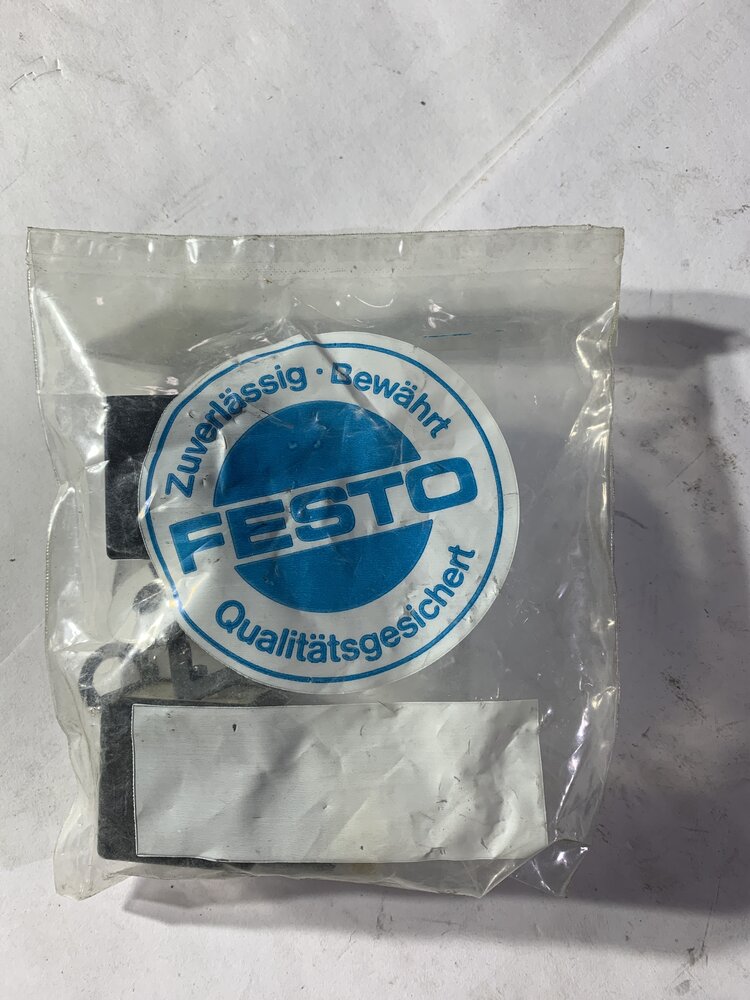 Zuverlässig · Bewährt
FESTO
Qualitätsgesichert